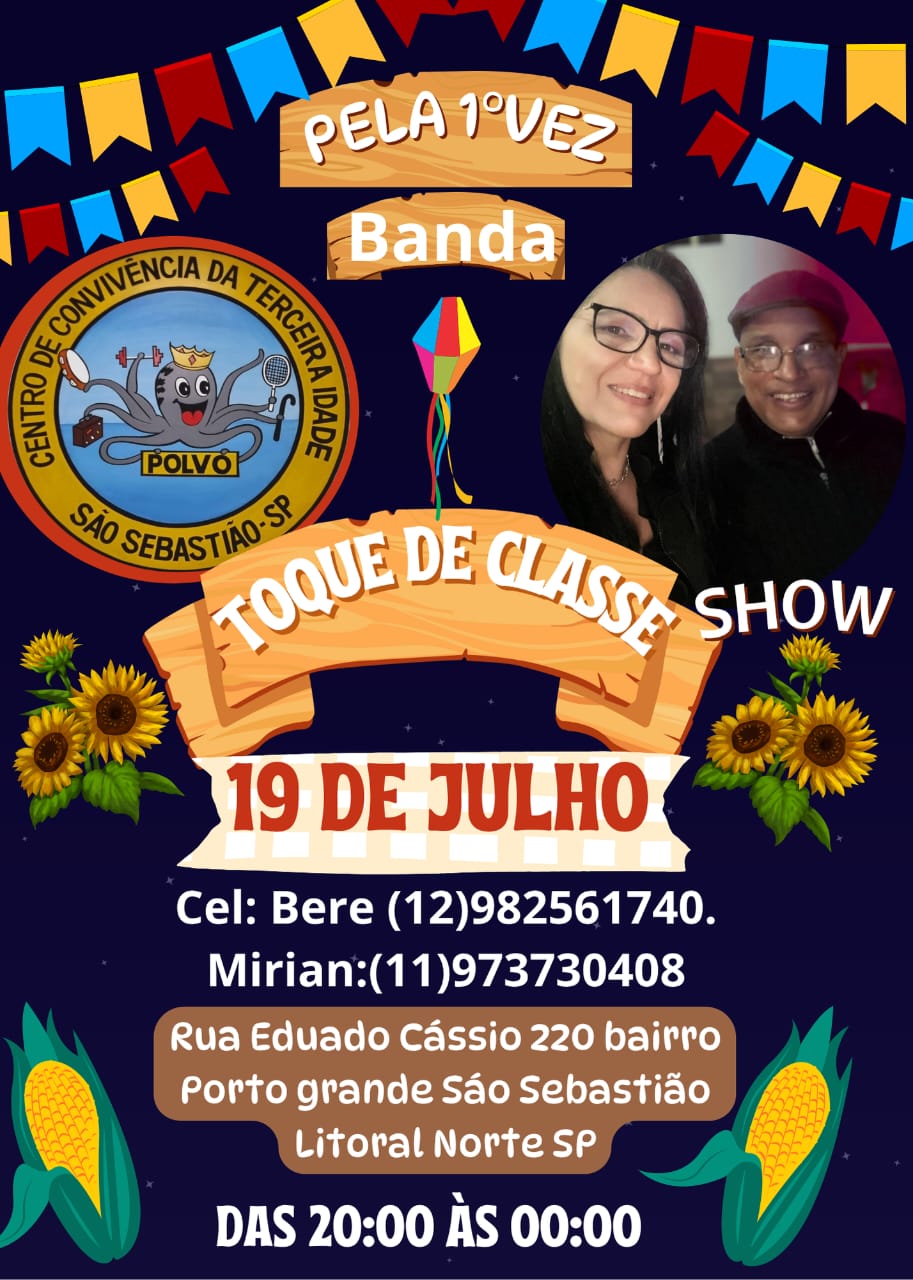 PELA 1ºVEZ
Banda
CENTRO DE CONVIVÊNCIA DA TERCEIRA IDADE
POLVO
SÃO SEBASTIÃO-SP
TOQUE DE CLASSE
SHOW
19 DE JULHO
Cel: Bere (12)982561740.
Mirian:(11)973730408
Rua Eduado Cássio 220 bairro
Porto grande Sáo Sebastião
Litoral Norte SP
DAS 20:00 ÀS 00:00